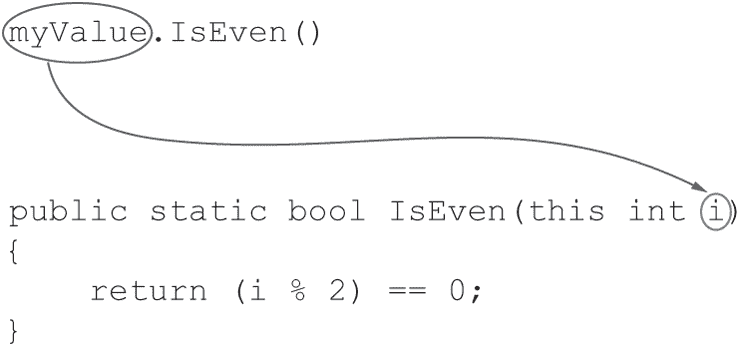 myValue.IsEven()
public static bool IsEven(this int i)
{
return (i % 2) == 0;
}